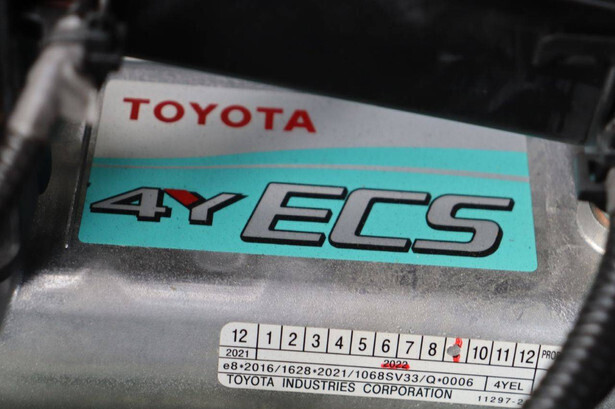 TOYOTA
4Y ECS
12 1 2 3 4 5 6 7 8 10 11 12
2021 2022
e8*2016/1628*2021/1068SV33/Q*0006 4YEL
TOYOTA INDUSTRIES CORPORATION